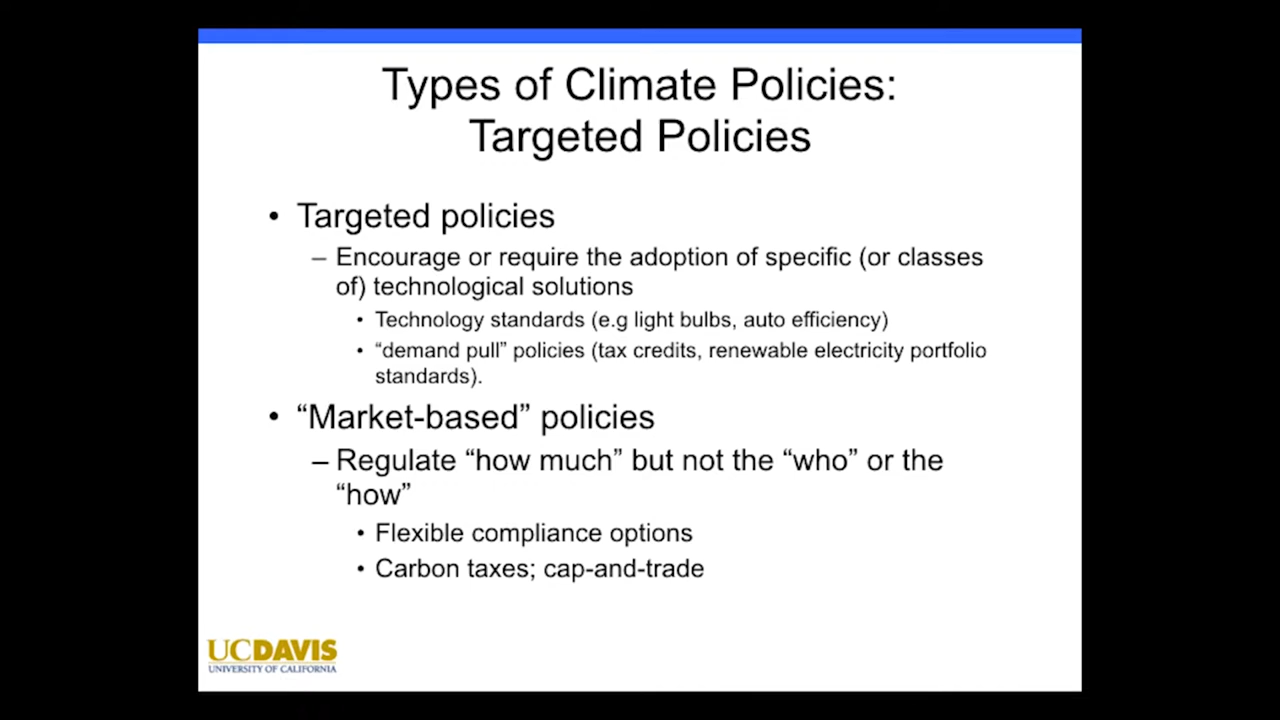 Types of Climate Policies:
Targeted Policies
• Targeted policies
– Encourage or require the adoption of specific (or classes
of) technological solutions
• Technology standards (e.g light bulbs, auto efficiency)
• “demand pull” policies (tax credits, renewable electricity portfolio
standards).
• “Market-based” policies
– Regulate “how much” but not the “who” or the
“how”
• Flexible compliance options
• Carbon taxes; cap-and-trade
UCDAVIS
UNIVERSITY OF CALIFORNIA